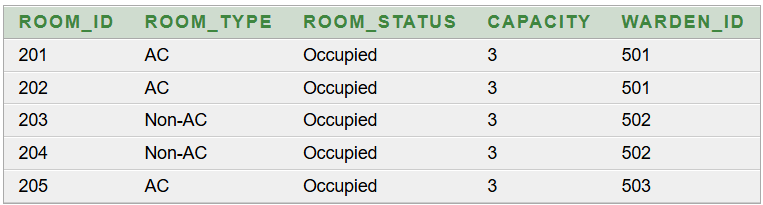 ROOM_ID ROOM_TYPE ROOM_STATUS CAPACITY WARDEN_ID
201 AC Occupied 3 501
202 AC Occupied 3 501
203 Non-AC Occupied 3 502
204 Non-AC Occupied 3 502
205 AC Occupied 3 503